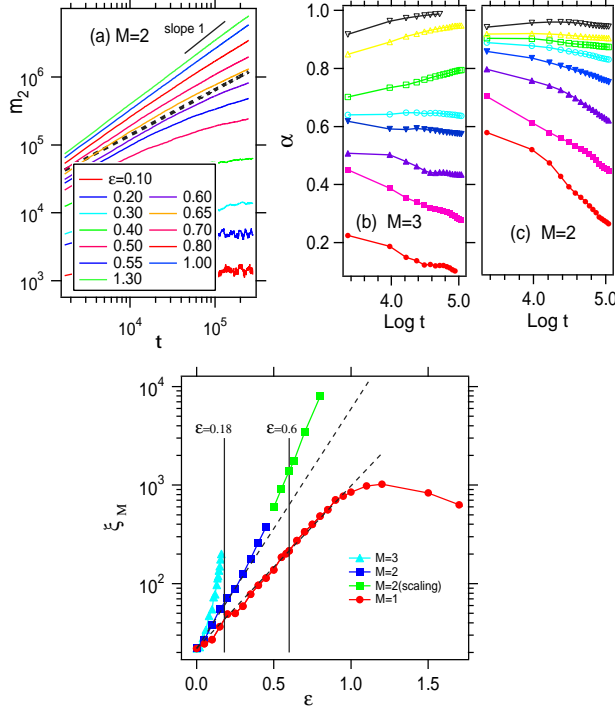 (a) M=2
slope 1
m2
10^6
10^5
10^4
10^3
ε=0.10
0.20
0.30
0.40
0.50
0.55
1.30
0.60
0.65
0.70
0.80
1.00
10^4
10^5
t
α
1.0
0.8
0.6
0.4
0.2
(b) M=3
(c) M=2
4.0
5.0
4.0
5.0
Log t
Log t
ξM
10^4
10^3
10^2
ε=0.18
ε=0.6
M=3
M=2
M=2(scaling)
M=1
0.0
0.5
1.0
1.5
ε